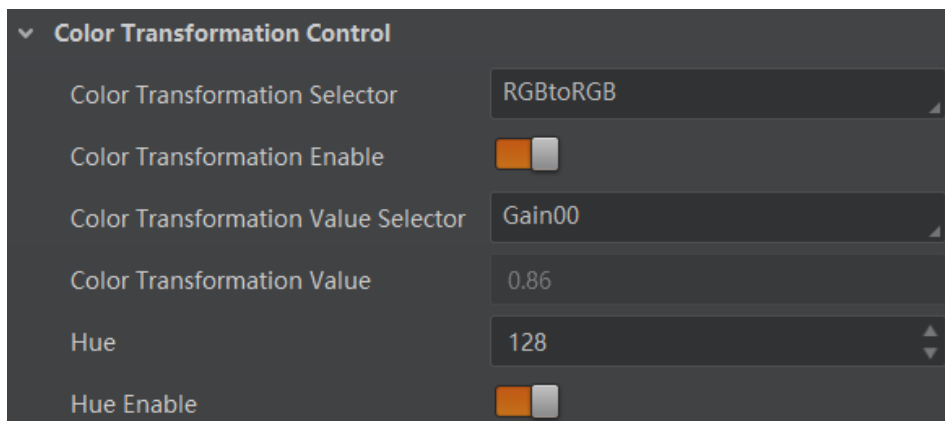 Color Transformation Control
Color Transformation Selector RGBtoRGB
Color Transformation Enable
Color Transformation Value Selector Gain00
Color Transformation Value 0.86
Hue 128
Hue Enable